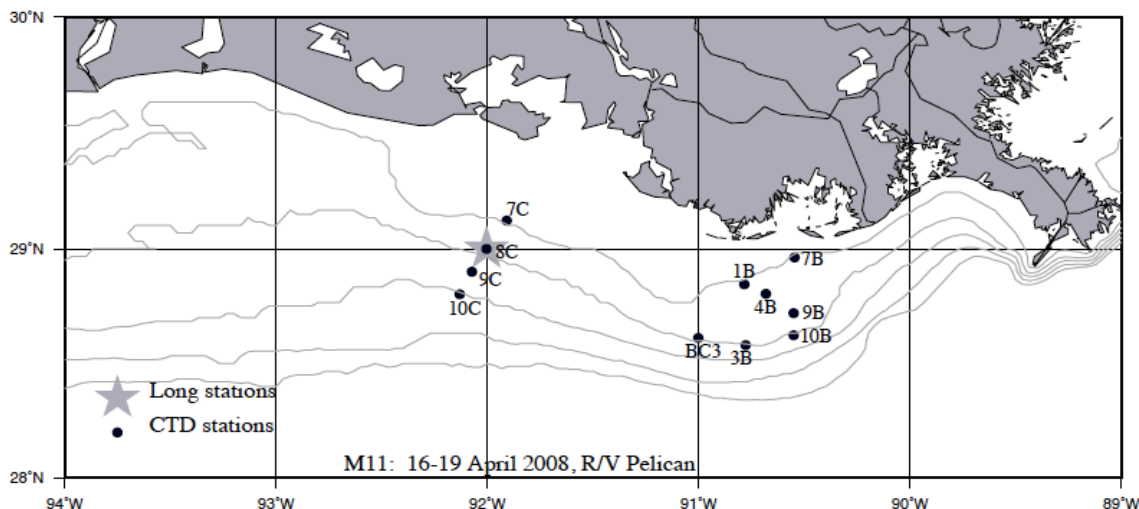 30°N
7C
29°N
8C
7B
1B
9C
4B
10C
9B
10B
BC3
3B
Long stations
CTD stations
M11: 16-19 April 2008, R/V Pelican
28°N
94°W
93°W
92°W
91°W
90°W
89°W